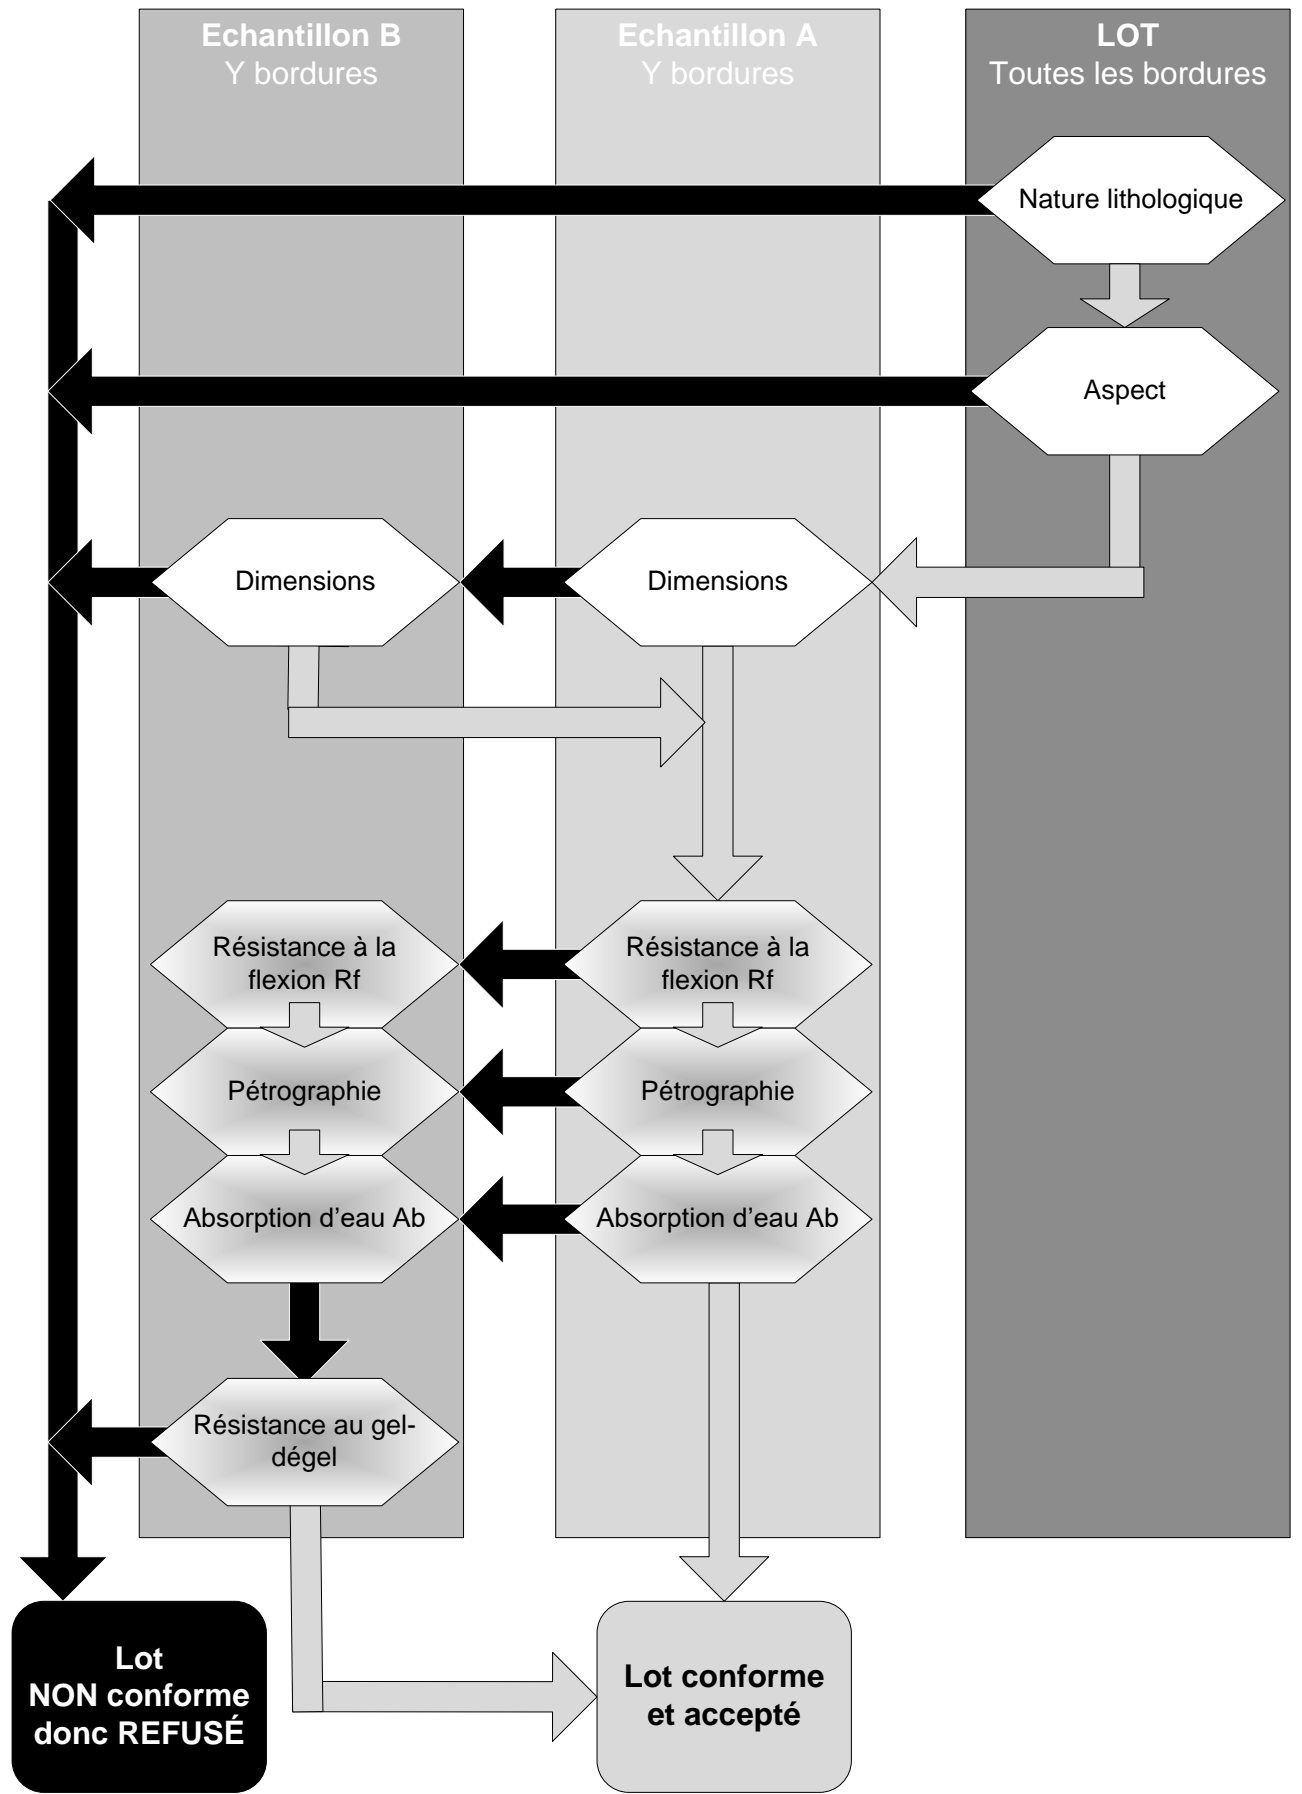 Echantillon B
Y bordures
Echantillon A
Y bordures
LOT
Toutes les bordures
Nature lithologique
Aspect
Dimensions
Dimensions
Résistance à la
flexion Rf
Résistance à la
flexion Rf
Pétrographie
Pétrographie
Absorption d'eau Ab
Absorption d'eau Ab
Résistance au gel-
dégel
Lot
NON conforme
donc REFUSÉ
Lot conforme
et accepté